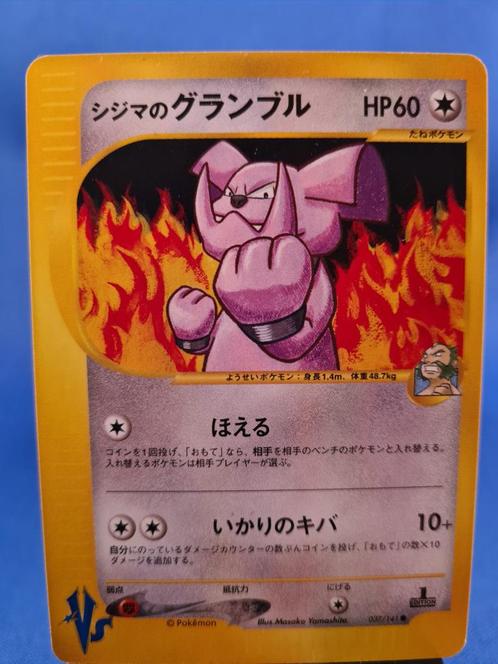 シジマのグランブル HP60
たねポケモン
ようせいポケモン：身長1.4m、体重48.7kg
ほえる
コインを1回投げ、「おもて」なら、相手を相手のベンチのポケモンと入れ替える。
入れ替えるポケモンは相手プレイヤーが選ぶ。
いかりのキバ 10+
自分にのっているダメージカウンターの数ぶんコインを投げ、「おもて」の数×10
ダメージを追加する。
弱点 抵抗力 にげる
VS
©Pokémon Illus. Masako Yamashita 037/141 ● 1 EDITION